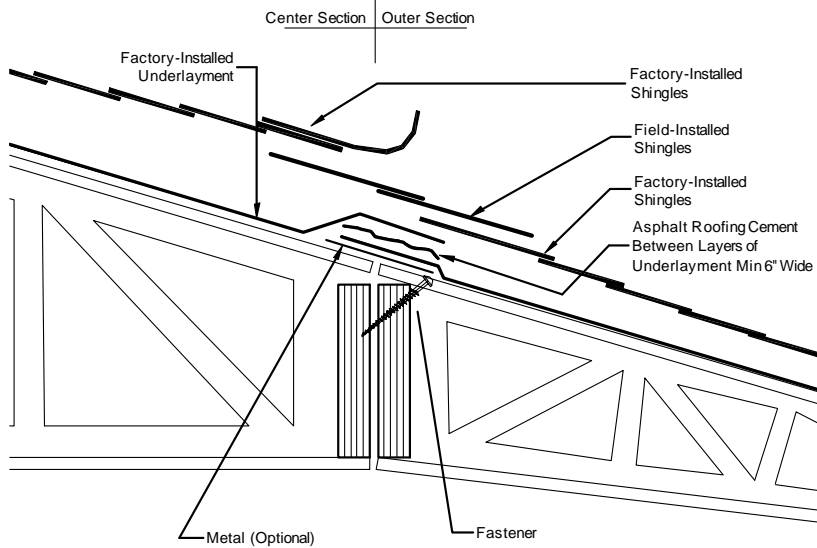 Center Section
Outer Section
Factory-Installed
Underlayment
Factory-Installed
Shingles
Field-Installed
Shingles
Factory-Installed
Shingles
Asphalt Roofing Cement
Between Layers of
Underlayment Min 6" Wide
Metal (Optional)
Fastener